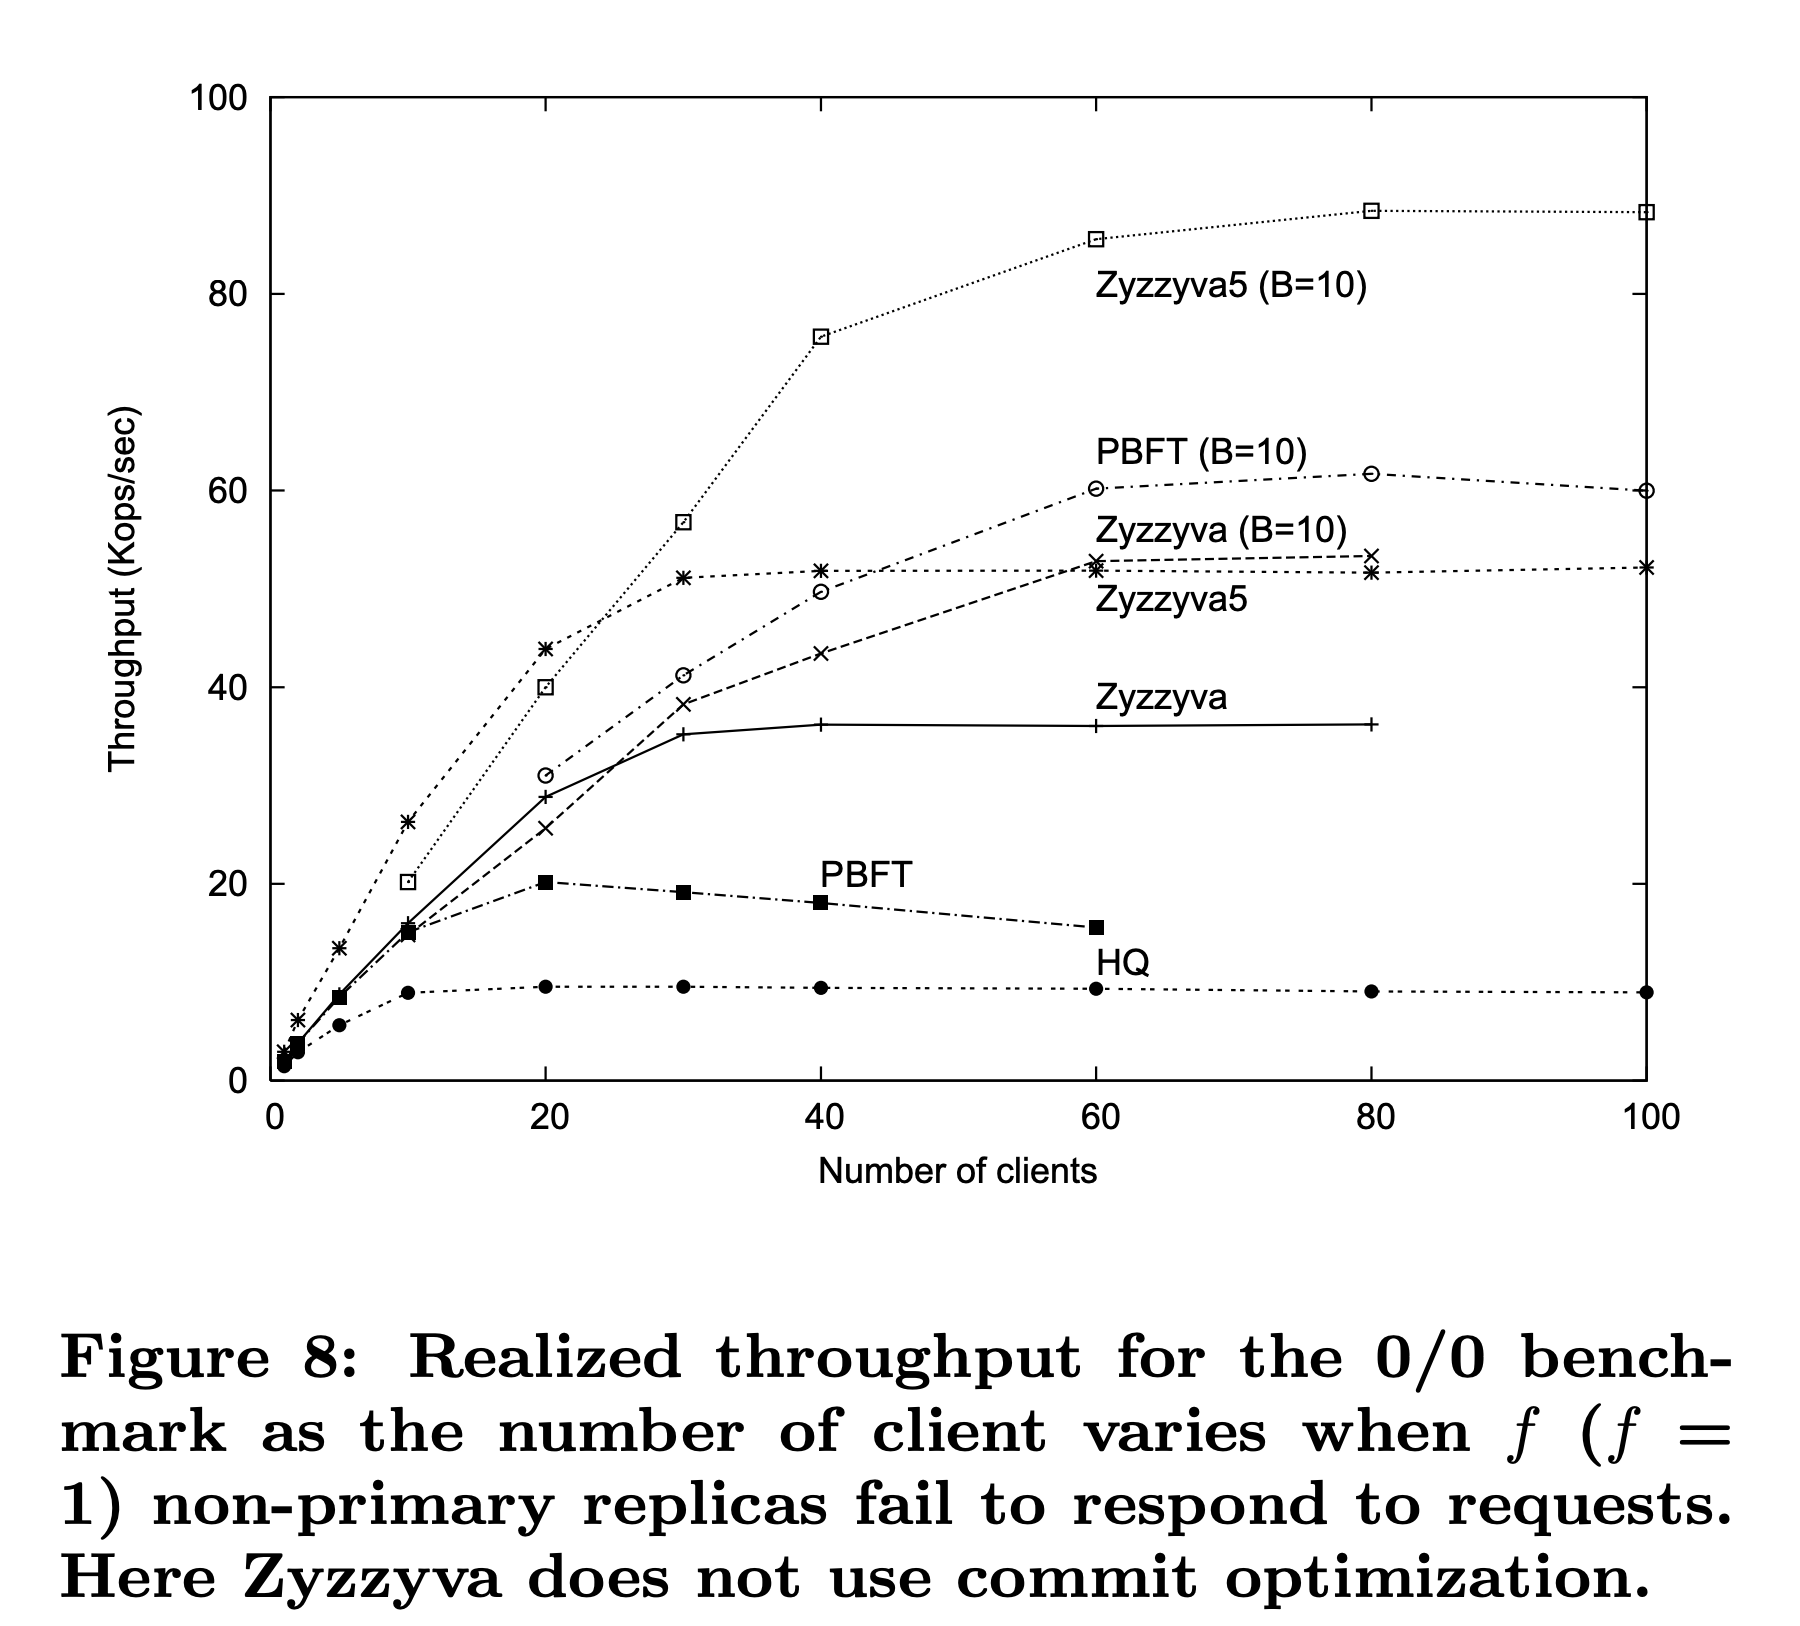 100
80
60
40
20
0
Throughput (Kops/sec)
Zyzzyva5 (B=10)
PBFT (B=10)
Zyzzyva (B=10)
Zyzzyva5
Zyzzyva
PBFT
HQ
0 20 40 60 80 100
Number of clients
Figure 8: Realized throughput for the 0/0 bench-
mark as the number of client varies when f (f =
1) non-primary replicas fail to respond to requests.
Here Zyzzyva does not use commit optimization.